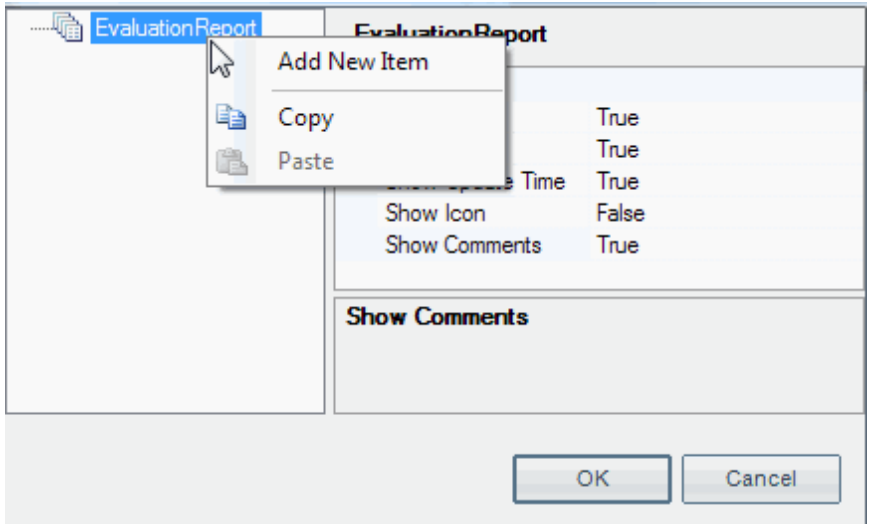 EvaluationReport
EvaluationReport
Add New Item
Copy
True
Paste
True
Time
True
Show Icon
False
Show Comments
True
Show Comments
OK
Cancel